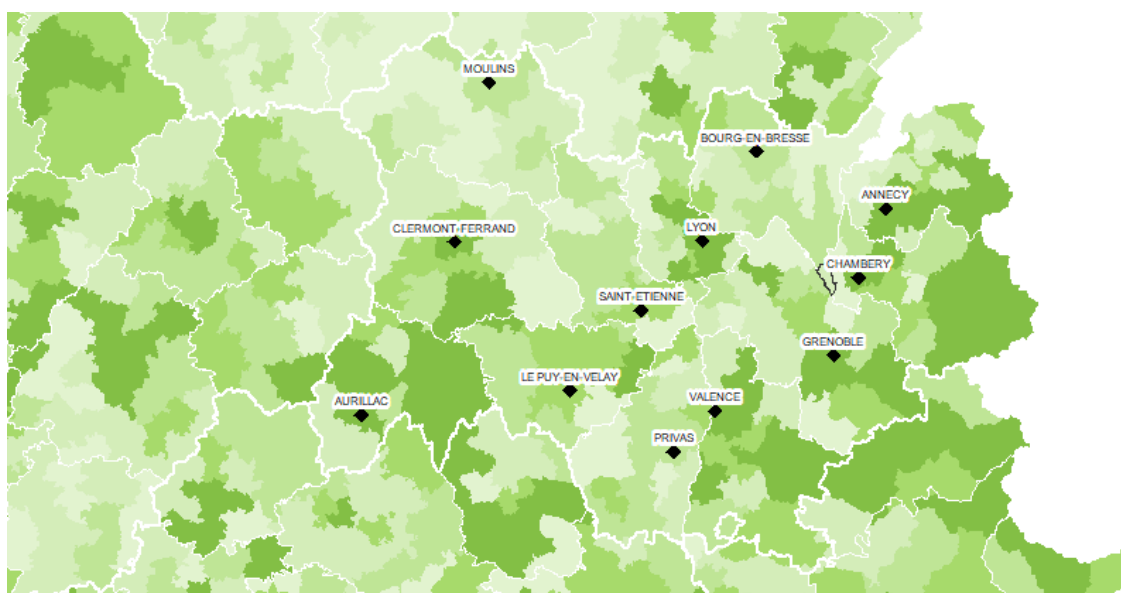 MOULINS
BOURG-EN-BRESSE
ANNECY
CLERMONT-FERRAND
LYON
CHAMBERY
SAINT-ETIENNE
GRENOBLE
LE PUY-EN-VELAY
AURILLAC
VALENCE
PRIVAS